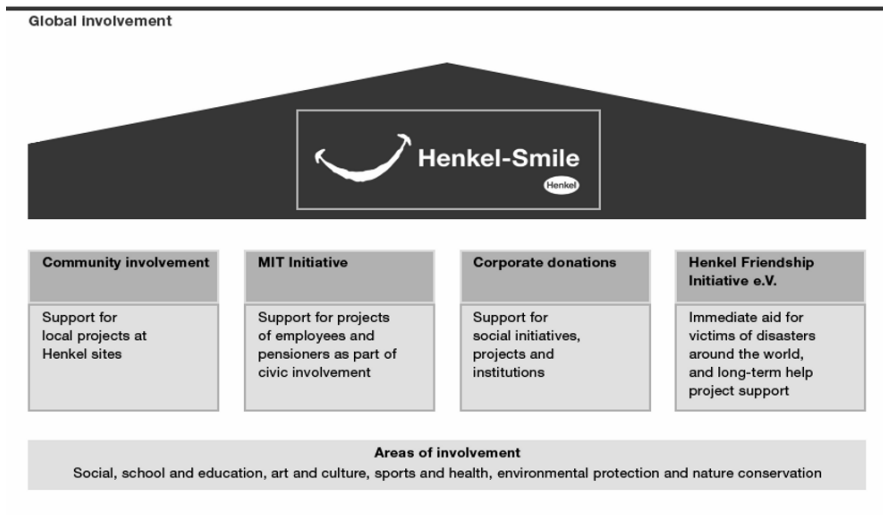 Global involvement
Henkel-Smile
Henkel
Community involvement
Support for
local projects at
Henkel sites
MIT Initiative
Support for projects
of employees and
pensioners as part of
civic involvement
Corporate donations
Support for
social initiatives,
projects and
institutions
Henkel Friendship
Initiative e.V.
Immediate aid for
victims of disasters
around the world,
and long-term help
project support
Areas of involvement
Social, school and education, art and culture, sports and health, environmental protection and nature conservation